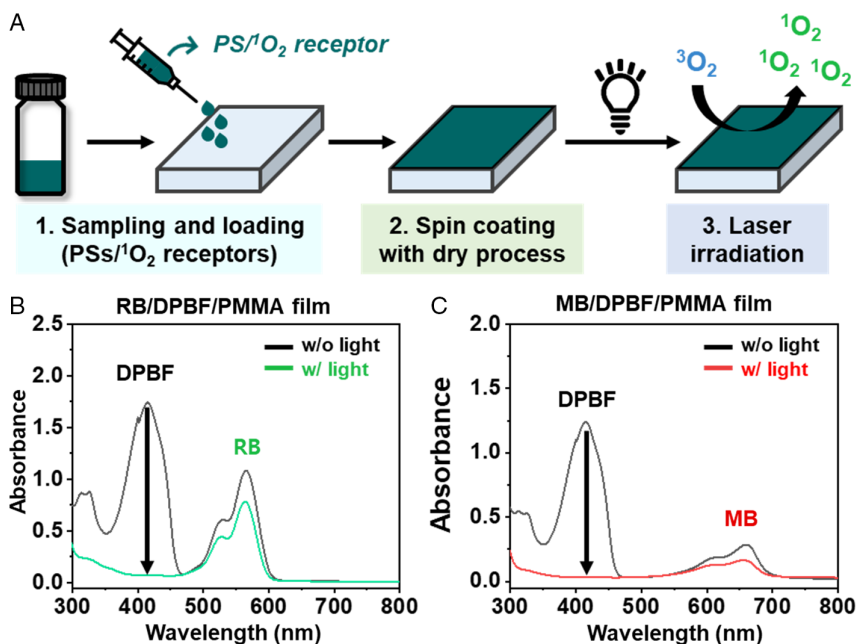 A
PS/¹O₂ receptor
³O₂
¹O₂
¹O₂ ¹O₂
1. Sampling and loading
(PSs/¹O₂ receptors)
2. Spin coating
with dry process
3. Laser
irradiation
B
RB/DPBF/PMMA film
2.5
2.0
1.5
1.0
0.5
0.0
Absorbance
w/o light
w/ light
DPBF
RB
300 400 500 600 700 800
Wavelength (nm)
C
MB/DPBF/PMMA film
2.0
1.5
1.0
0.5
0.0
Absorbance
w/o light
w/ light
DPBF
MB
300 400 500 600 700 800
Wavelength (nm)